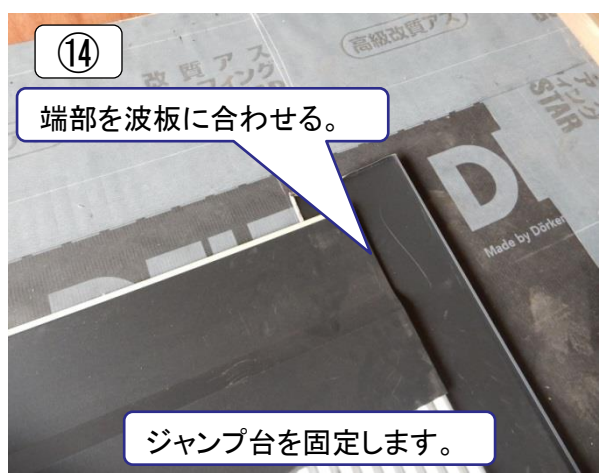 ⑭
高級改質アス
改質アス
端部を波板に合わせる。
STAR
D
Made by Dörken
ジャンプ台を固定します。